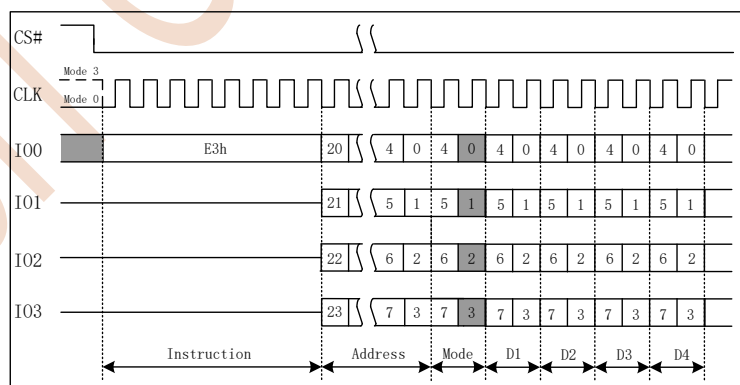 CS#
Mode 3
CLK
Mode 0
IO0 E3h 20 4 0 4 0 4 0 4 0 4 0 4 0
IO1 21 5 1 5 1 5 1 5 1 5 1 5 1
IO2 22 6 2 6 2 6 2 6 2 6 2 6 2
IO3 23 7 3 7 3 7 3 7 3 7 3 7 3
Instruction Address Mode D1 D2 D3 D4